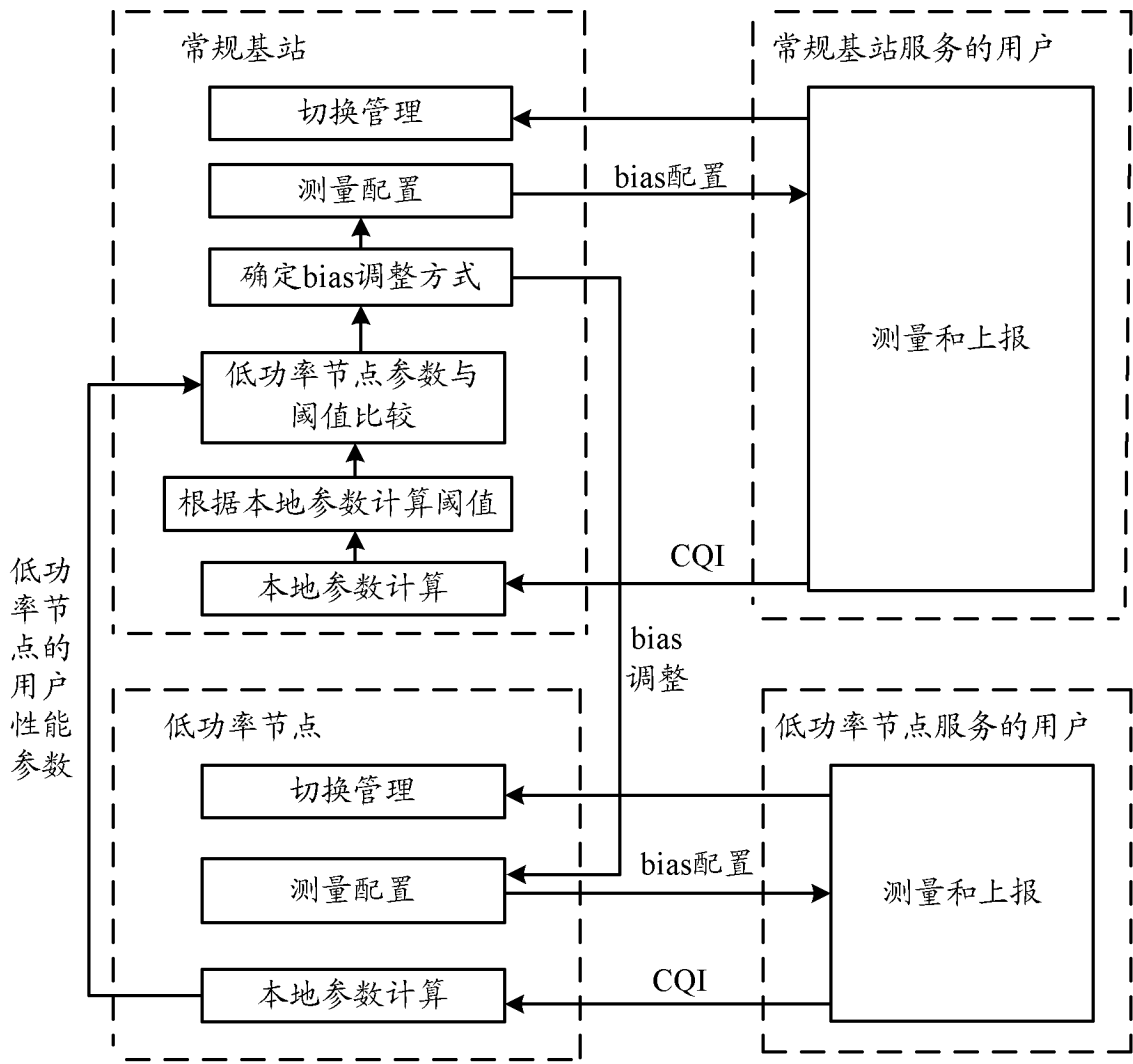 常规基站
常规基站服务的用户
切换管理
测量配置
bias配置
确定bias调整方式
测量和上报
低功率节点参数与
阈值比较
根据本地参数计算阈值
CQI
本地参数计算
低功
率节
点的
用户
性能
参数
bias
调整
低功率节点
低功率节点服务的用户
切换管理
测量配置
bias配置
测量和上报
本地参数计算
CQI